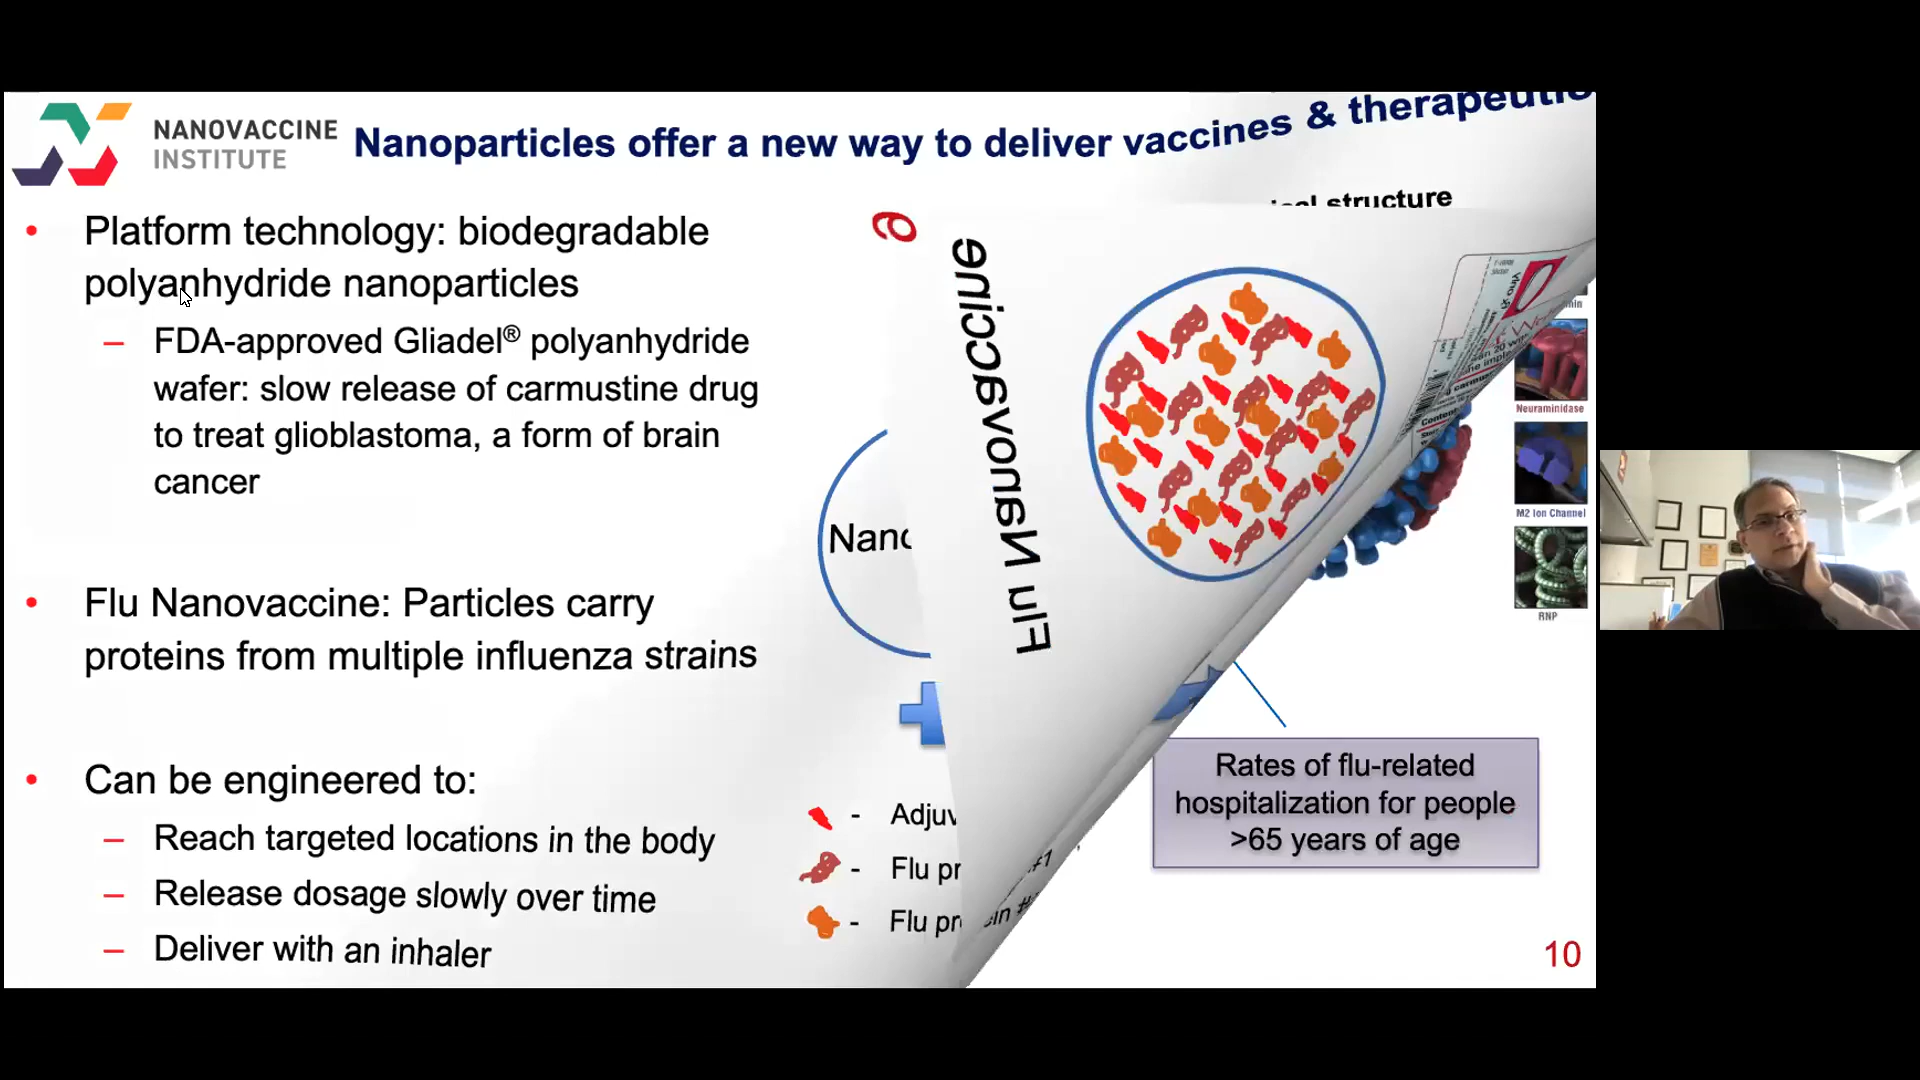 NANOVACCINE
INSTITUTE
Nanoparticles offer a new way to deliver vaccines & therapeutic
• Platform technology: biodegradable
polyanhydride nanoparticles
– FDA-approved Gliadel® polyanhydride
wafer: slow release of carmustine drug
to treat glioblastoma, a form of brain
cancer
• Flu Nanovaccine: Particles carry
proteins from multiple influenza strains
• Can be engineered to:
– Reach targeted locations in the body
– Release dosage slowly over time
– Deliver with an inhaler
structure
Flu Nanovaccine
- Adjuv
- Flu pr
- Flu pr
Neuraminidase
M2 Ion Channel
RNP
Rates of flu-related
hospitalization for people
>65 years of age
10